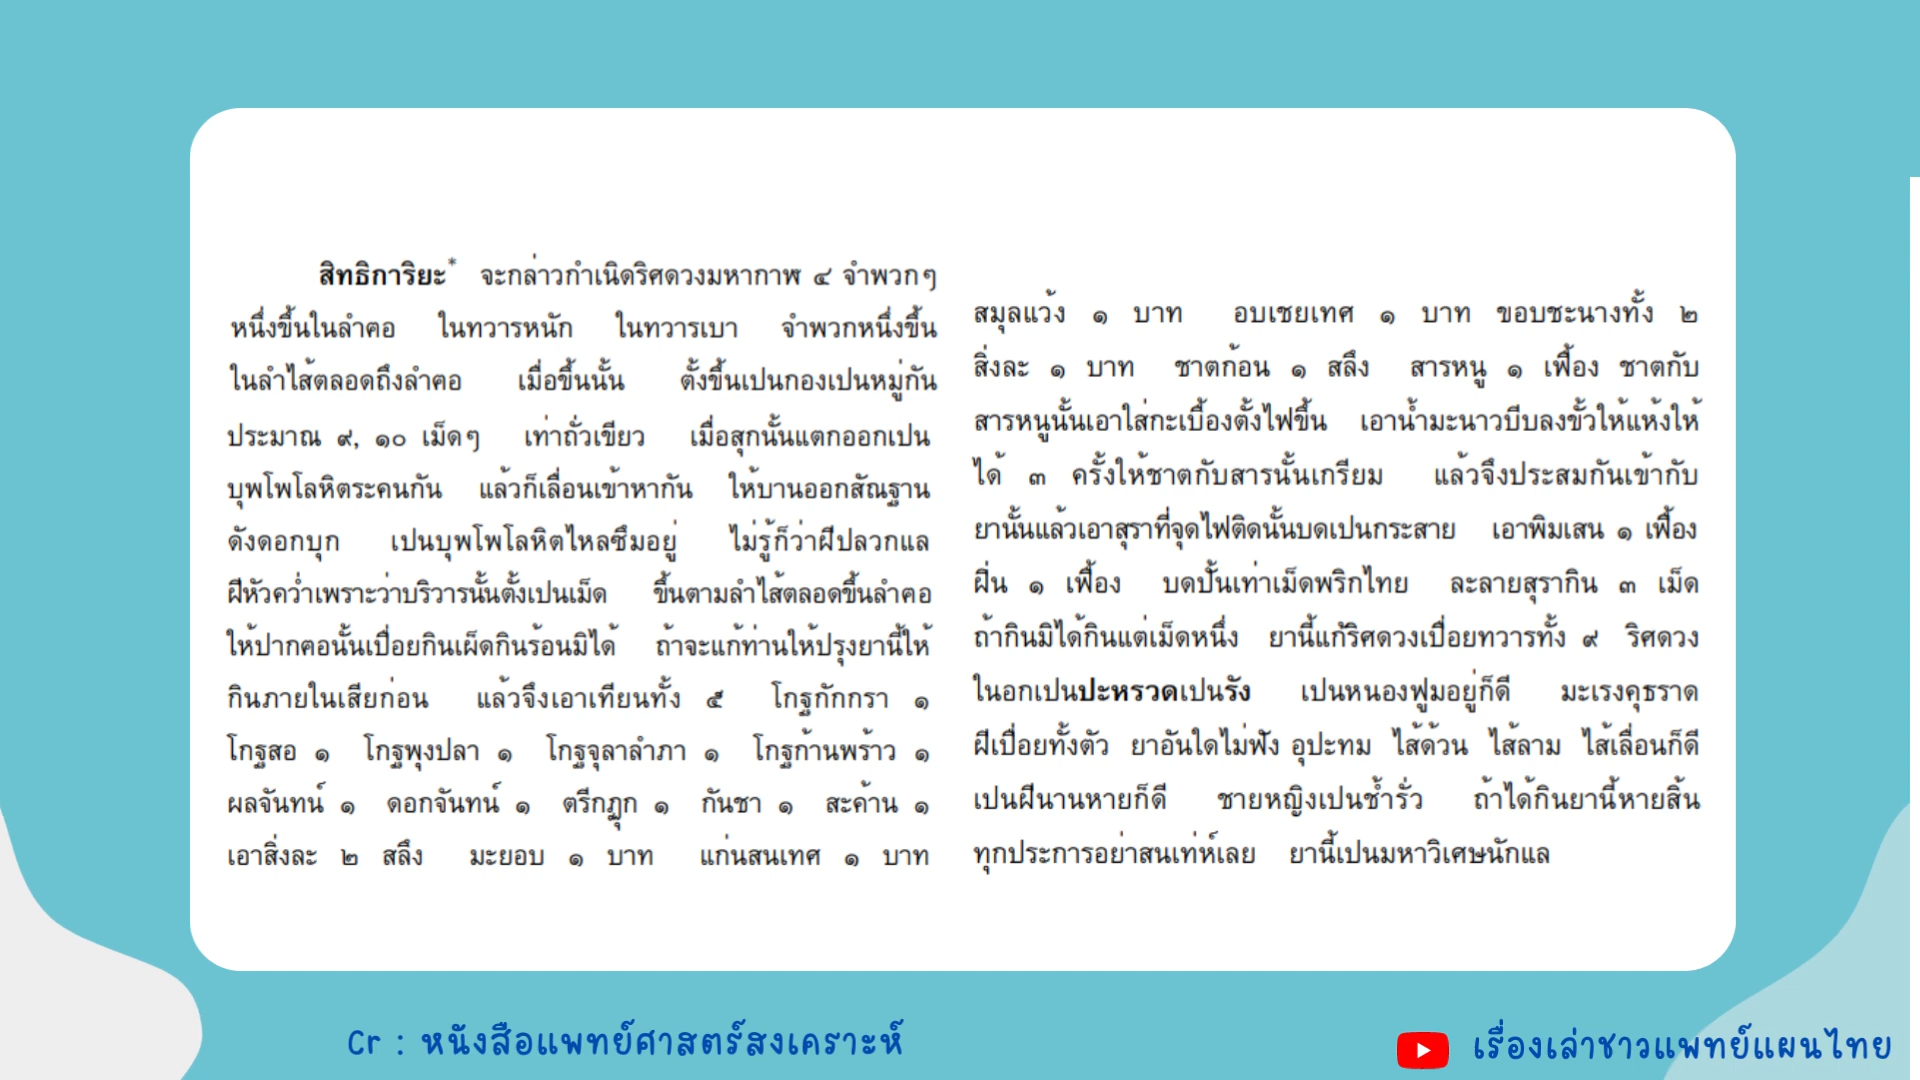 สิทธิการิยะ* จะกล่าวกำเนิดริศดวงมหากาฬ ๔ จำพวกๆ
หนึ่งขึ้นในลำฅอ ในทวารหนัก ในทวารเบา จำพวกหนึ่งขึ้น
ในลำไส้ตลอดถึงลำฅอ เมื่อขึ้นนั้น ตั้งขึ้นเปนกองเปนหมู่กัน
ประมาณ ๙, ๑๐ เม็ดๆ เท่าถั่วเขียว เมื่อสุกนั้นแตกออกเปน
บุพโพโลหิตระคนกัน แล้วก็เลื่อนเข้าหากัน ให้บานออกสัณฐาน
ดังดอกบุก เปนบุพโพโลหิตไหลซึมอยู่ ไม่รู้ก็ว่าฝีปลวกแล
ฝีหัวคว่ำเพราะว่าบริวารนั้นตั้งเปนเม็ด ขึ้นตามลำไส้ตลอดขึ้นลำคอ
ให้ปากฅอนั้นเปื่อยกินเผ็ดกินร้อนมิได้ ถ้าจะแก้ท่านให้ปรุงยานี้ให้
กินภายในเสียก่อน แล้วจึงเอาเทียนทั้ง ๕ โกฐกักกรา ๑
โกฐสอ ๑ โกฐพุงปลา ๑ โกฐจุลาลำภา ๑ โกฐก้านพร้าว ๑
ผลจันทน์ ๑ ดอกจันทน์ ๑ ตรีกฏุก ๑ กันชา ๑ สะค้าน ๑
เอาสิ่งละ ๒ สลึง มะยอบ ๑ บาท แก่นสนเทศ ๑ บาท
สมุลแว้ง ๑ บาท อบเชยเทศ ๑ บาท ขอบชะนางทั้ง ๒
สิ่งละ ๑ บาท ชาตก้อน ๑ สลึง สารหนู ๑ เฟื้อง ชาตกับ
สารหนูนั้นเอาใส่กะเบื้องตั้งไฟขึ้น เอาน้ำมะนาวบีบลงขั้วให้แห้งให้
ได้ ๓ ครั้งให้ชาตกับสารนั้นเกรียม แล้วจึงประสมกันเข้ากับ
ยานั้นแล้วเอาสุราที่จุดไฟติดนั้นบดเปนกระสาย เอาพิมเสน ๑ เฟื้อง
ฝิ่น ๑ เฟื้อง บดปั้นเท่าเม็ดพริกไทย ละลายสุรากิน ๓ เม็ด
ถ้ากินมิได้กินแต่เม็ดหนึ่ง ยานี้แก้ริศดวงเปื่อยทวารทั้ง ๙ ริศดวง
ในอกเปนปะหรวดเปนรัง เปนหนองฟูมอยู่ก็ดี มะเรงคุธราด
ฝีเปื่อยทั้งตัว ยาอันใดไม่ฟัง อุปะทม ไส้ด้วน ไส้ลาม ไส้เลื่อนก็ดี
เปนฝีนานหายก็ดี ชายหญิงเปนช้ำรั่ว ถ้าได้กินยานี้หายสิ้น
ทุกประการอย่าสนเท่ห์เลย ยานี้เปนมหาวิเศษนักแล
Cr : หนังสือแพทย์ศาสตร์สงเคราะห์
เรื่องเล่าชาวแพทย์แผนไทย